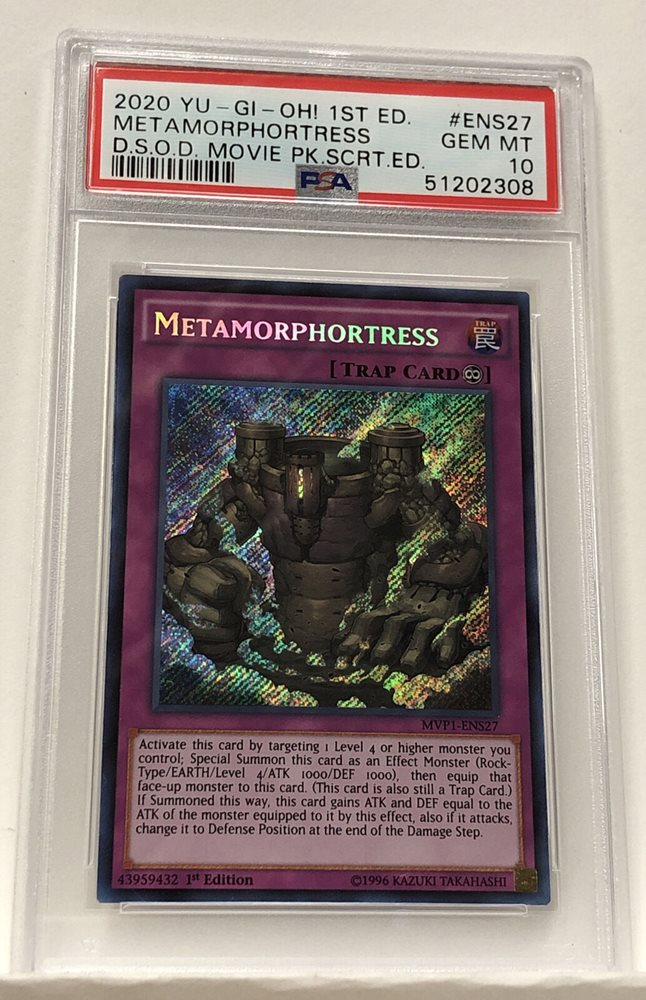 2020 YU-GI-OH! 1ST ED. #ENS27
METAMORPHORTRESS GEM MT
D.S.O.D. MOVIE PK.SCRT.ED. 10
PSA 51202308
METAMORPHORTRESS
TRAP
罠
[TRAP CARD∞]
MVP1-ENS27
Activate this card by targeting 1 Level 4 or higher monster you
control; Special Summon this card as an Effect Monster (Rock-
Type/EARTH/Level 4/ATK 1000/DEF 1000), then equip that
face-up monster to this card. (This card is also still a Trap Card.)
If Summoned this way, this card gains ATK and DEF equal to the
ATK of the monster equipped to it by this effect, also if it attacks,
change it to Defense Position at the end of the Damage Step.
43959432 1st Edition ©1996 KAZUKI TAKAHASHI